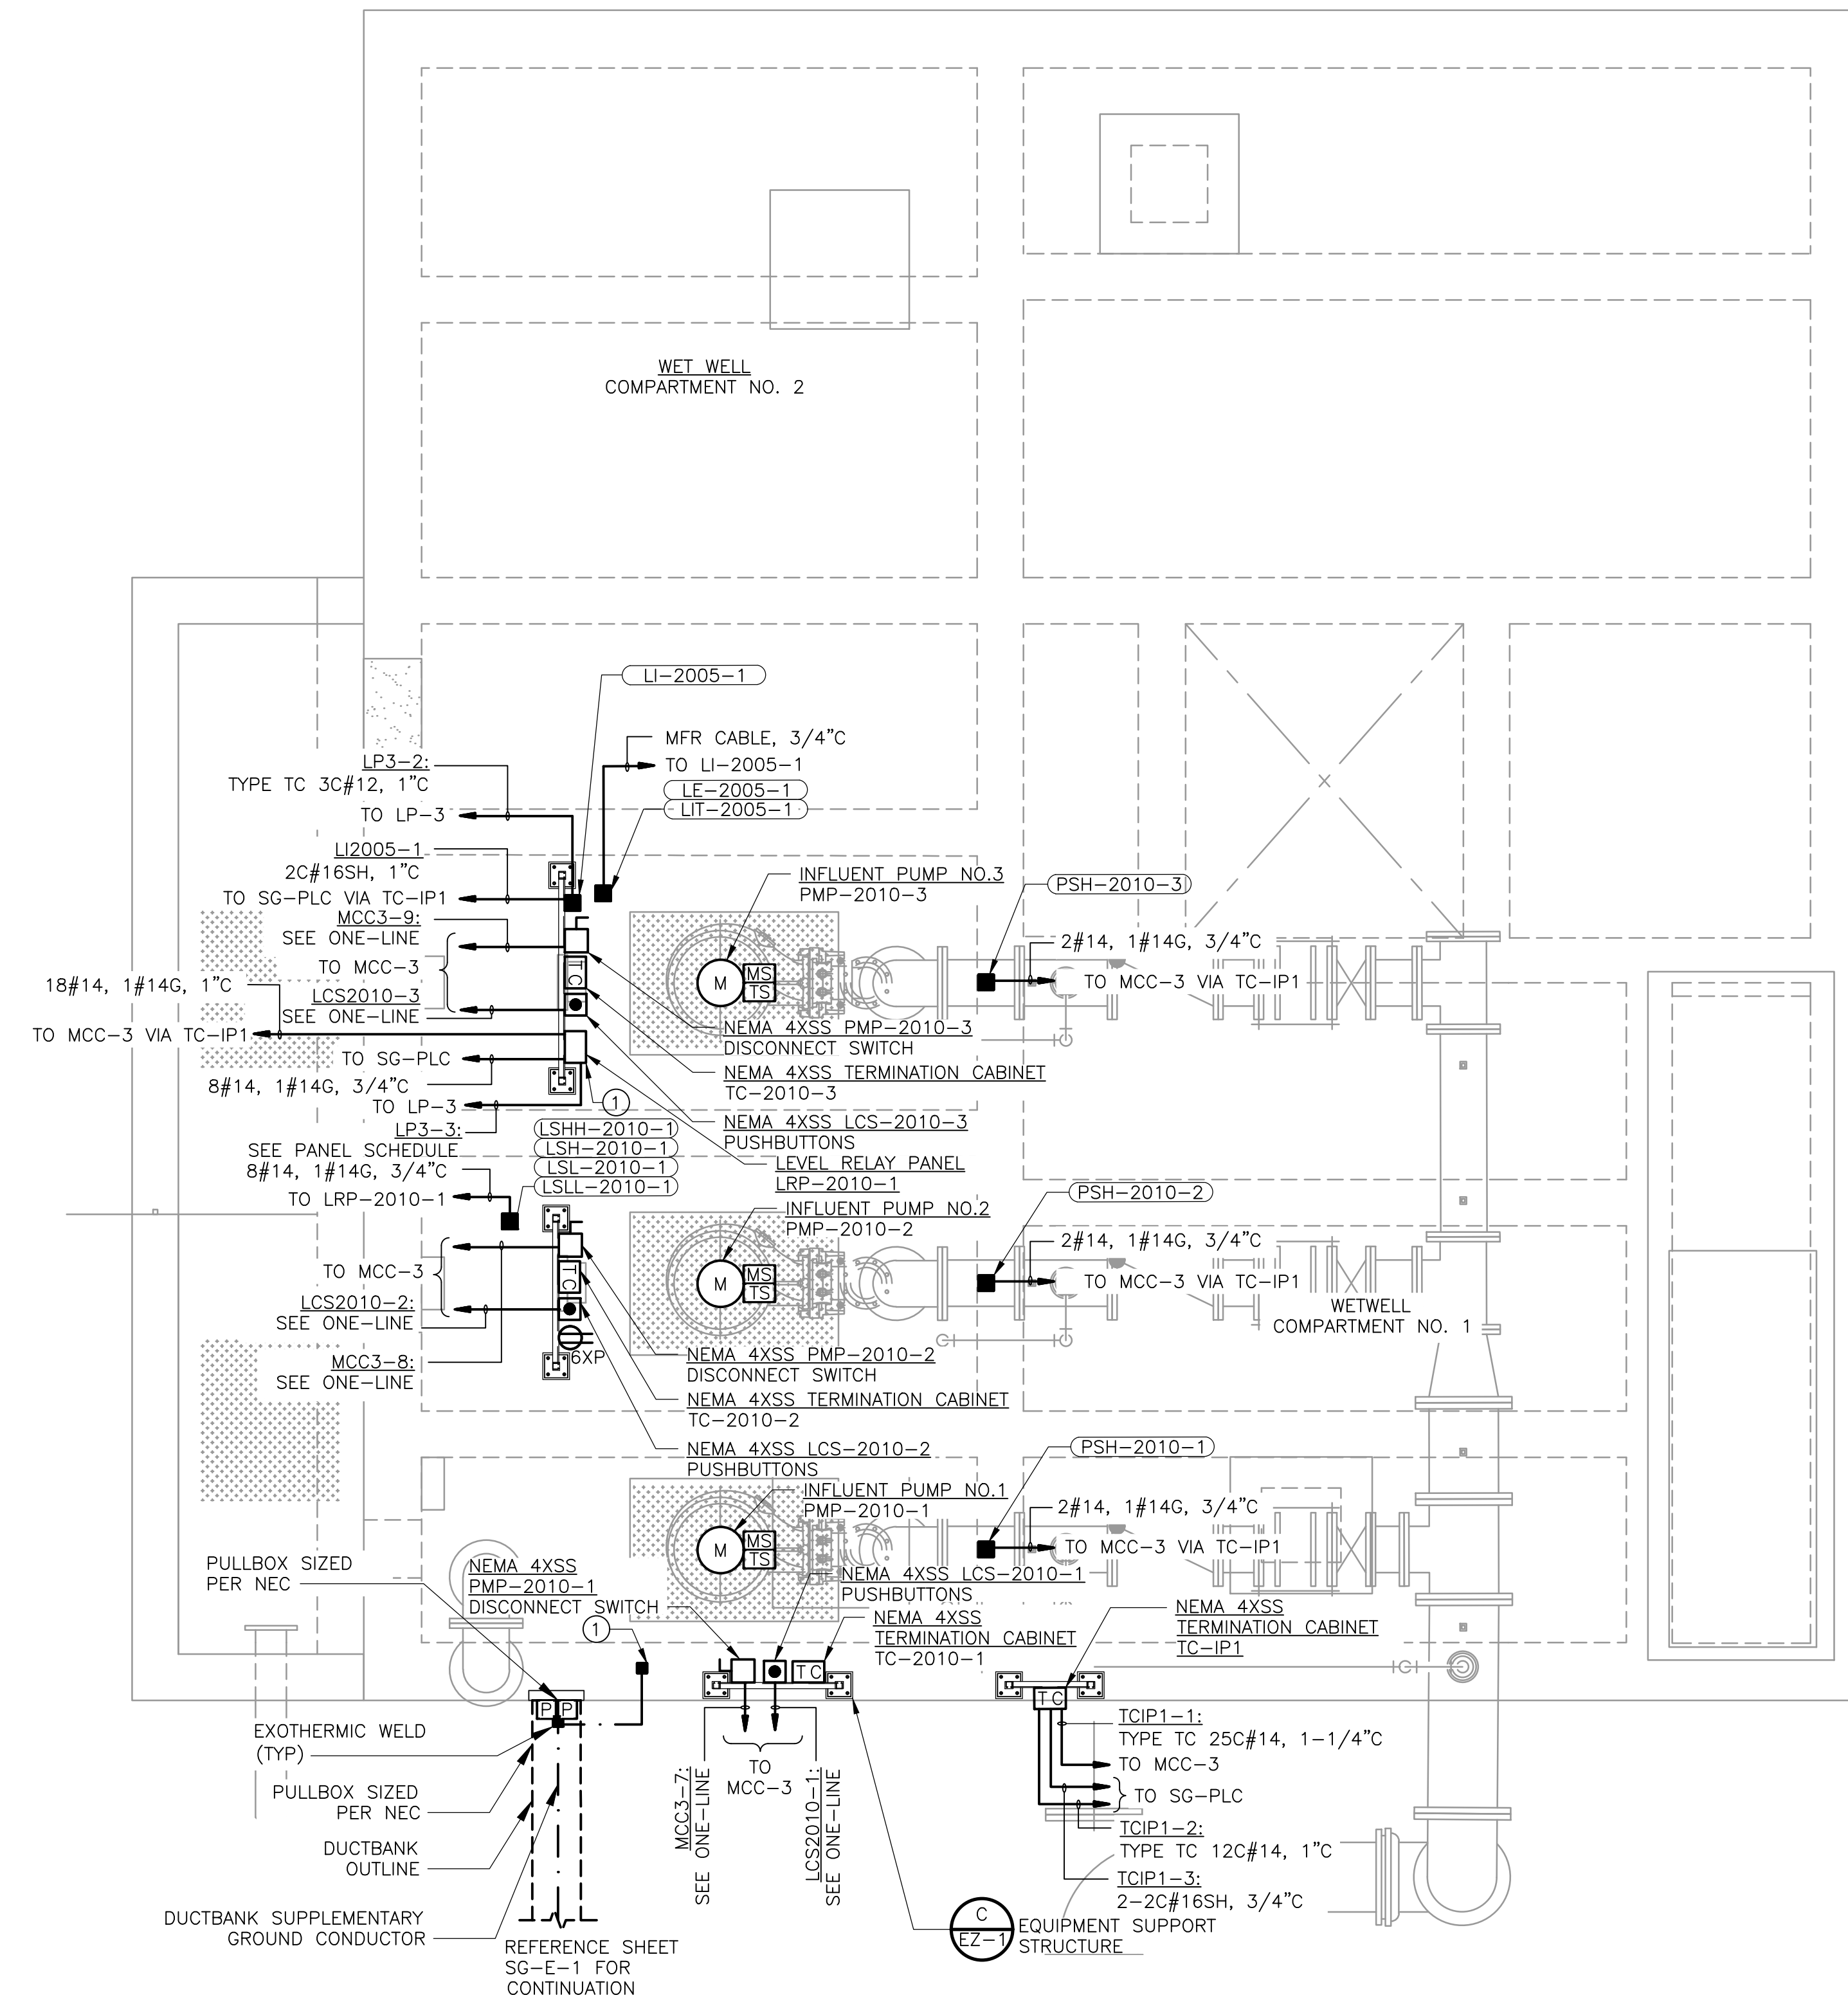 WET WELL
COMPARTMENT NO. 2
LI-2005-1
MFR CABLE, 3/4"C
TO LI-2005-1
LE-2005-1
LIT-2005-1
LP3-2:
TYPE TC 3C#12, 1"C
TO LP-3
LI2005-1
2C#16SH, 1"C
TO SG-PLC VIA TC-IP1
MCC3-9:
SEE ONE-LINE
TO MCC-3
LCS2010-3
SEE ONE-LINE
18#14, 1#14G, 1"C
TO MCC-3 VIA TC-IP1
TO SG-PLC
8#14, 1#14G, 3/4"C
TO LP-3
LP3-3:
SEE PANEL SCHEDULE
8#14, 1#14G, 3/4"C
TO LRP-2010-1
TC
1
LSHH-2010-1
LSH-2010-1
LSL-2010-1
LSLL-2010-1
INFLUENT PUMP NO.3
PMP-2010-3
M
MS
TS
PSH-2010-3
2#14, 1#14G, 3/4"C
TO MCC-3 VIA TC-IP1
NEMA 4XSS PMP-2010-3
DISCONNECT SWITCH
NEMA 4XSS TERMINATION CABINET
TC-2010-3
NEMA 4XSS LCS-2010-3
PUSHBUTTONS
LEVEL RELAY PANEL
LRP-2010-1
INFLUENT PUMP NO.2
PMP-2010-2
M
MS
TS
PSH-2010-2
2#14, 1#14G, 3/4"C
TO MCC-3 VIA TC-IP1
WETWELL
COMPARTMENT NO. 1
TO MCC-3
LCS2010-2:
SEE ONE-LINE
MCC3-8:
SEE ONE-LINE
TC
6XP
NEMA 4XSS PMP-2010-2
DISCONNECT SWITCH
NEMA 4XSS TERMINATION CABINET
TC-2010-2
NEMA 4XSS LCS-2010-2
PUSHBUTTONS
INFLUENT PUMP NO.1
PMP-2010-1
M
MS
TS
PSH-2010-1
2#14, 1#14G, 3/4"C
TO MCC-3 VIA TC-IP1
PULLBOX SIZED
PER NEC
NEMA 4XSS
PMP-2010-1
DISCONNECT SWITCH
NEMA 4XSS LCS-2010-1
PUSHBUTTONS
NEMA 4XSS
TERMINATION CABINET
TC-2010-1
NEMA 4XSS
TERMINATION CABINET
TC-IP1
1
TC
TC
P
P
EXOTHERMIC WELD
(TYP)
PULLBOX SIZED
PER NEC
DUCTBANK
OUTLINE
DUCTBANK SUPPLEMENTARY
GROUND CONDUCTOR
REFERENCE SHEET
SG-E-1 FOR
CONTINUATION
MCC3-7:
SEE ONE-LINE
TO
MCC-3
LCS2010-1:
SEE ONE-LINE
TCIP1-1:
TYPE TC 25C#14, 1-1/4"C
TO MCC-3
TO SG-PLC
TCIP1-2:
TYPE TC 12C#14, 1"C
TCIP1-3:
2-2C#16SH, 3/4"C
C
EZ-1
EQUIPMENT SUPPORT
STRUCTURE